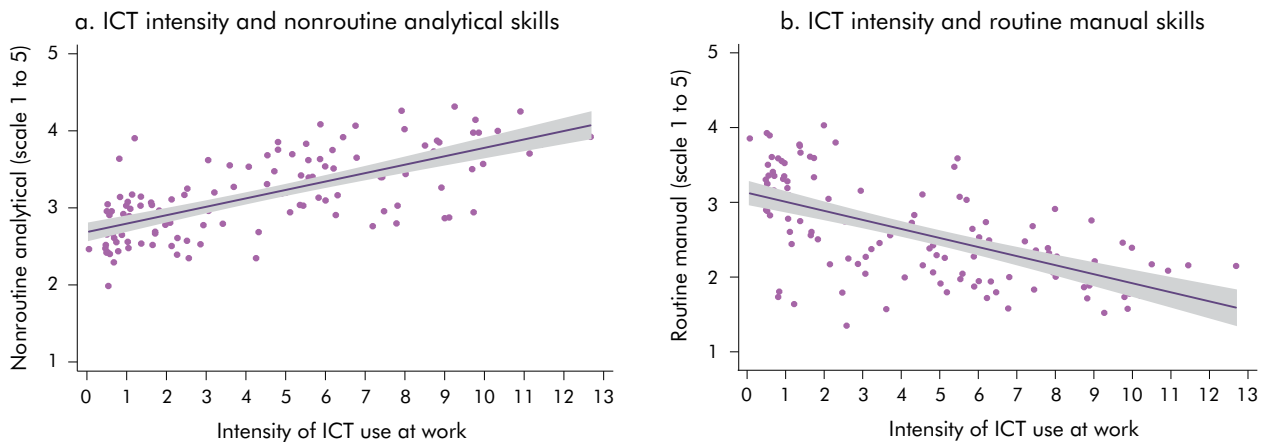 a. ICT intensity and nonroutine analytical skills
Nonroutine analytical (scale 1 to 5)
5
4
3
2
1
0 1 2 3 4 5 6 7 8 9 10 11 12 13
Intensity of ICT use at work
b. ICT intensity and routine manual skills
Routine manual (scale 1 to 5)
5
4
3
2
1
0 1 2 3 4 5 6 7 8 9 10 11 12 13
Intensity of ICT use at work